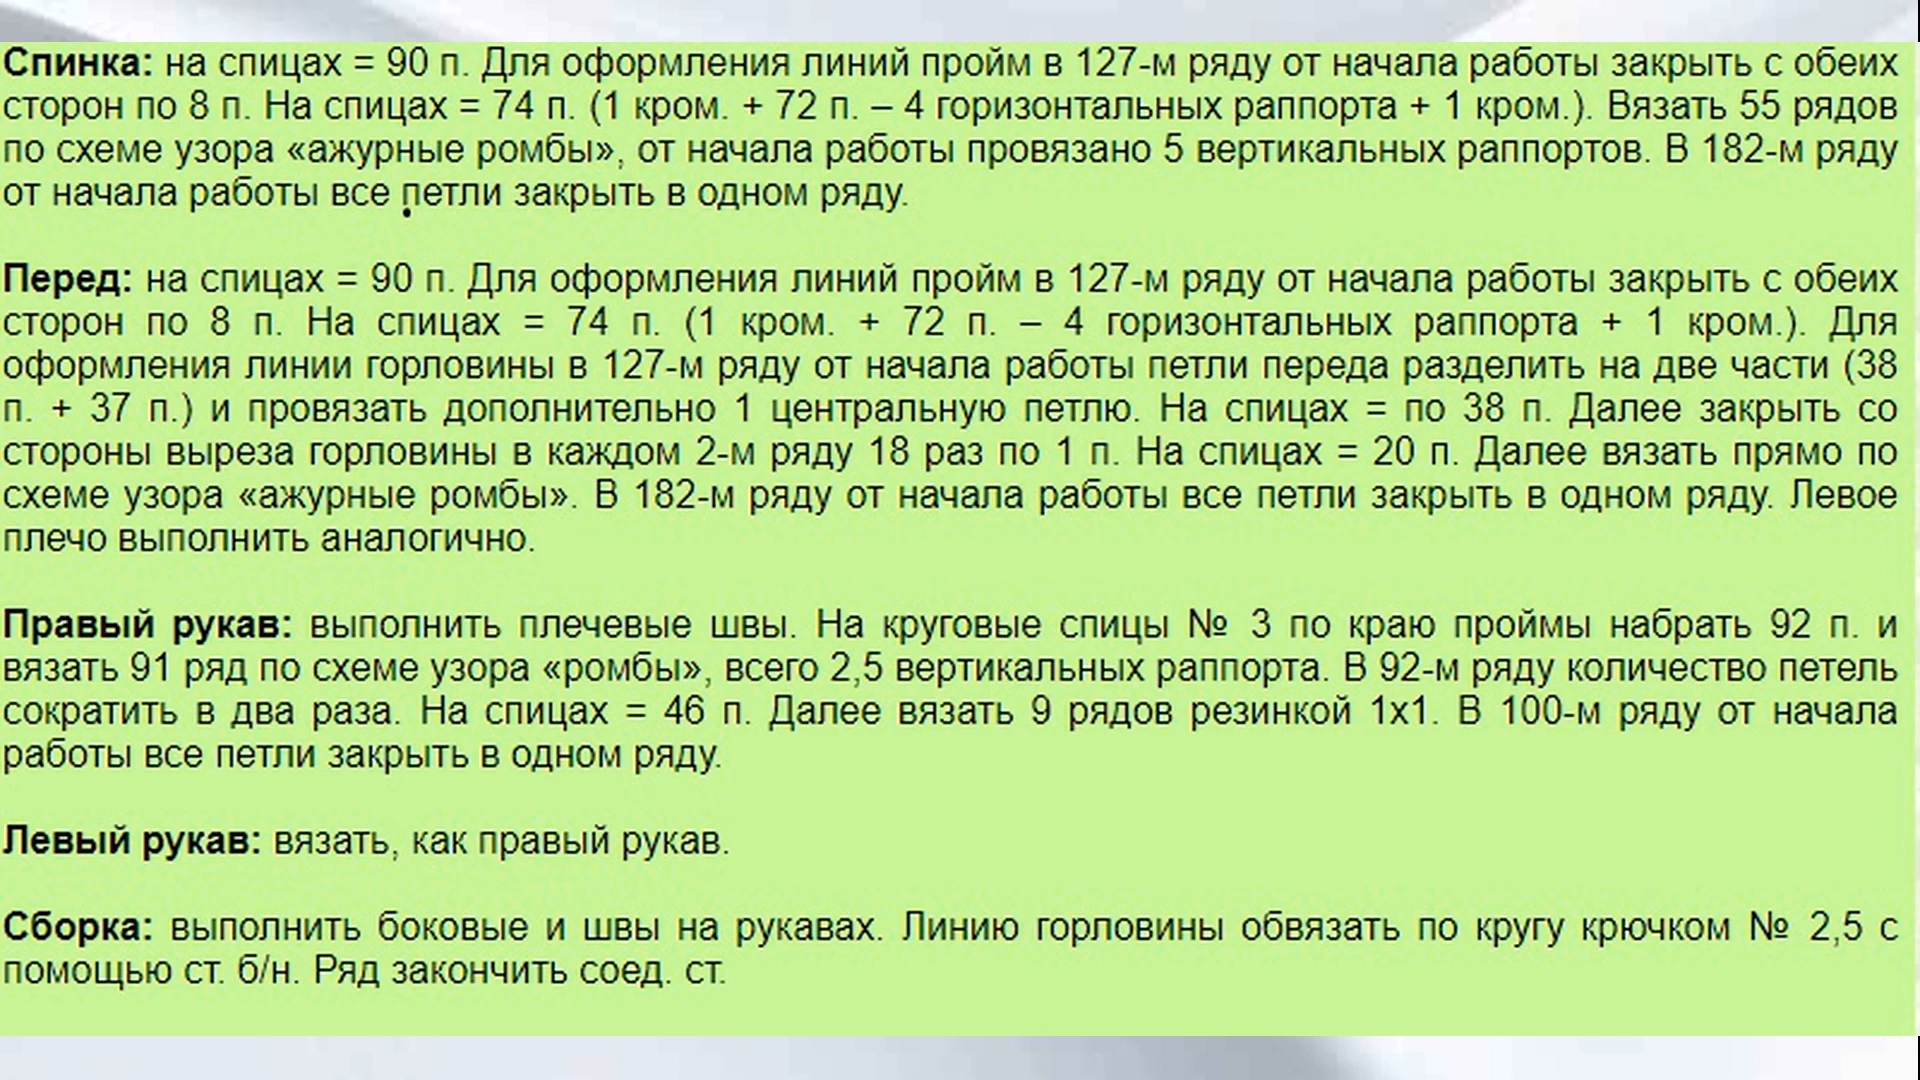 Спинка: на спицах = 90 п. Для оформления линий пройм в 127-м ряду от начала работы закрыть с обеих
сторон по 8 п. На спицах = 74 п. (1 кром. + 72 п. – 4 горизонтальных раппорта + 1 кром.). Вязать 55 рядов
по схеме узора «ажурные ромбы», от начала работы провязано 5 вертикальных раппортов. В 182-м ряду
от начала работы все петли закрыть в одном ряду.
Перед: на спицах = 90 п. Для оформления линий пройм в 127-м ряду от начала работы закрыть с обеих
сторон по 8 п. На спицах = 74 п. (1 кром. + 72 п. – 4 горизонтальных раппорта + 1 кром.). Для
оформления линии горловины в 127-м ряду от начала работы петли переда разделить на две части (38
п. + 37 п.) и провязать дополнительно 1 центральную петлю. На спицах = по 38 п. Далее закрыть со
стороны выреза горловины в каждом 2-м ряду 18 раз по 1 п. На спицах = 20 п. Далее вязать прямо по
схеме узора «ажурные ромбы». В 182-м ряду от начала работы все петли закрыть в одном ряду. Левое
плечо выполнить аналогично.
Правый рукав: выполнить плечевые швы. На круговые спицы № 3 по краю проймы набрать 92 п. и
вязать 91 ряд по схеме узора «ромбы», всего 2,5 вертикальных раппорта. В 92-м ряду количество петель
сократить в два раза. На спицах = 46 п. Далее вязать 9 рядов резинкой 1х1. В 100-м ряду от начала
работы все петли закрыть в одном ряду.
Левый рукав: вязать, как правый рукав.
Сборка: выполнить боковые и швы на рукавах. Линию горловины обвязать по кругу крючком № 2,5 с
помощью ст. б/н. Ряд закончить соед. ст.